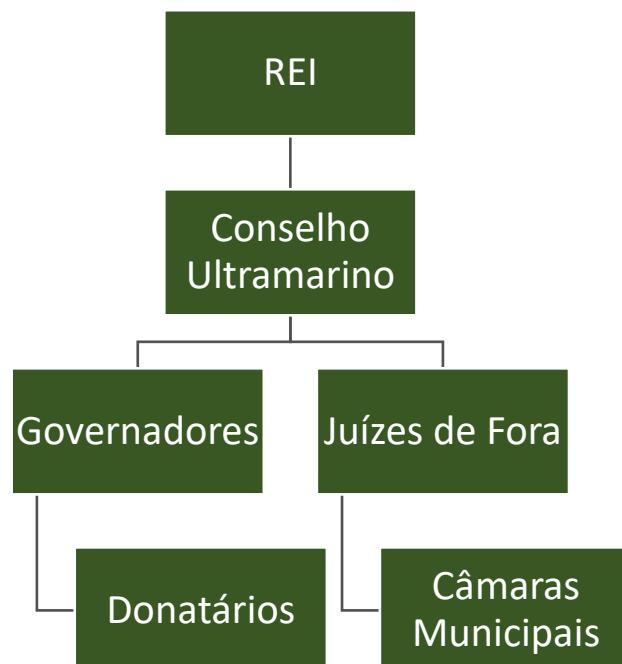 REI
Conselho
Ultramarino
Governadores
Juízes de Fora
Donatários
Câmaras
Municipais